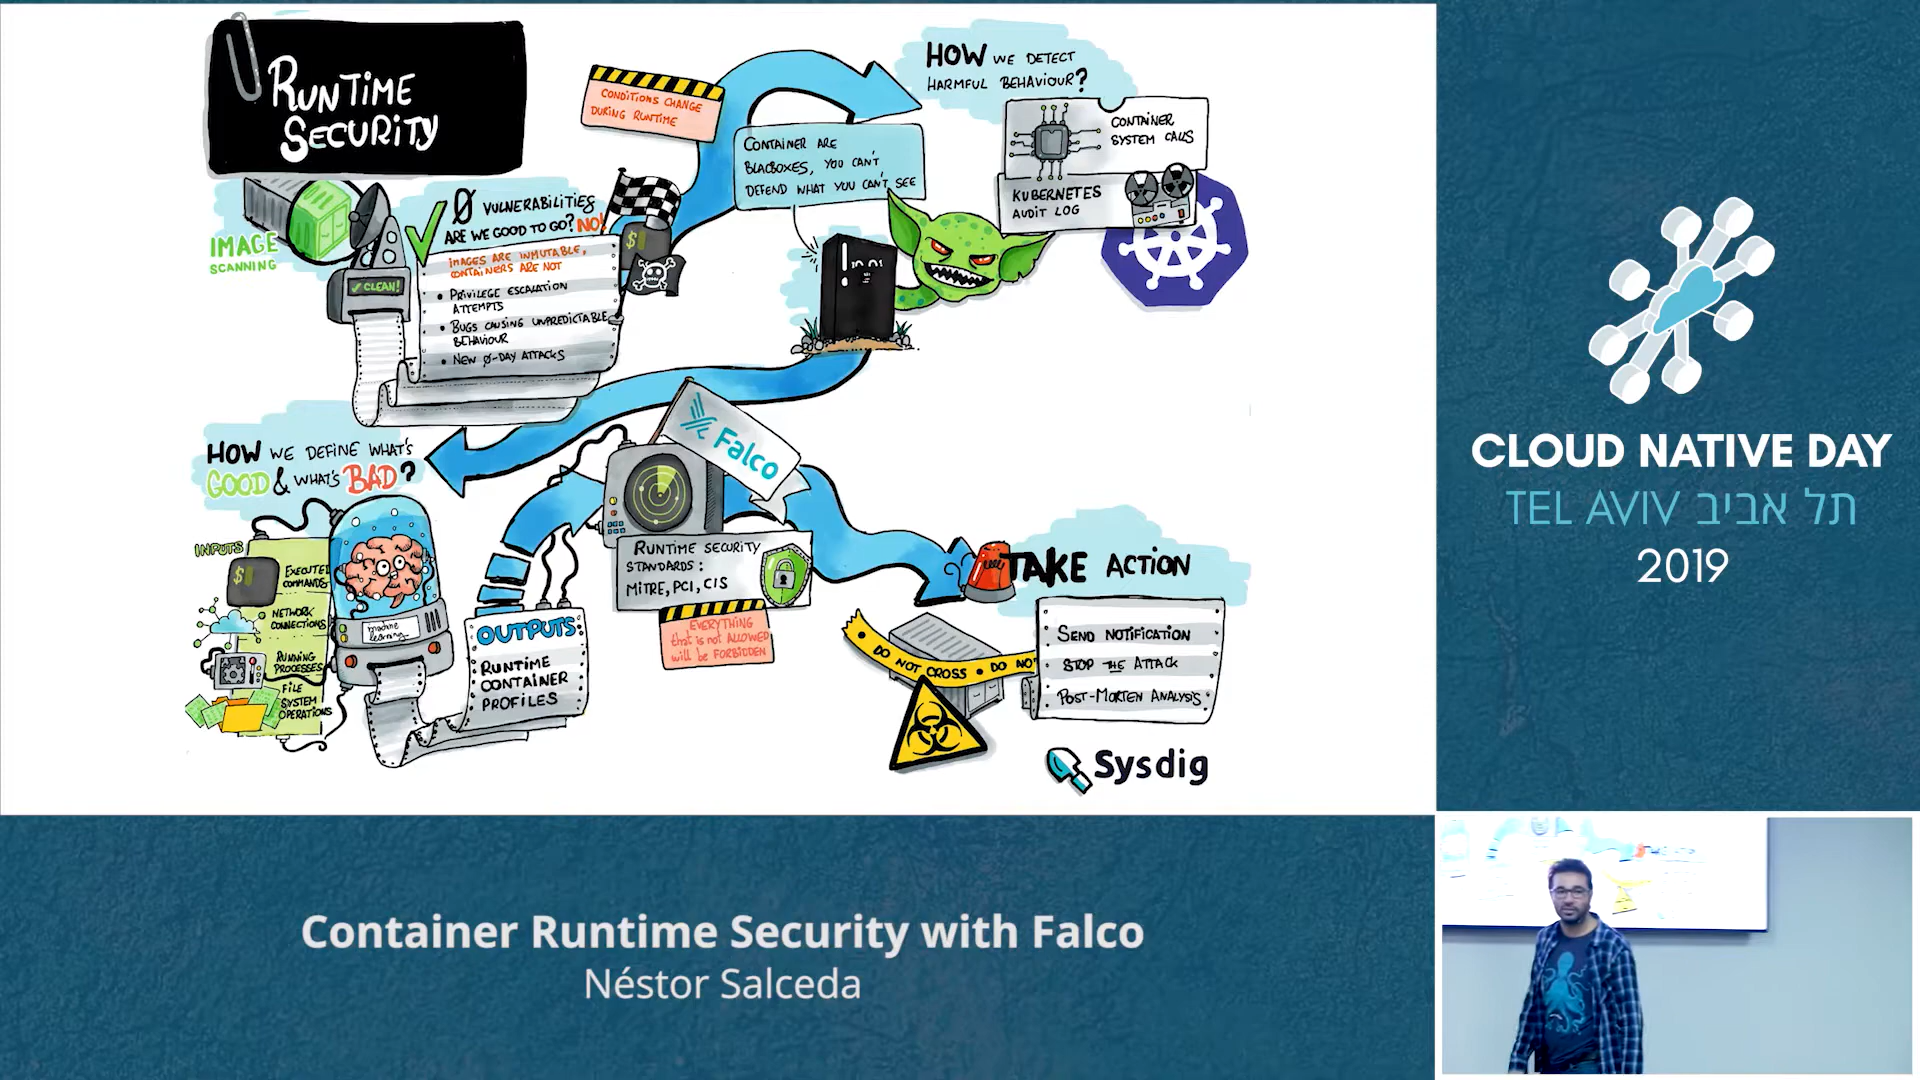 RUNTIME
SECURITY
IMAGE
SCANNING
✓ CLEAN!
0 VULNERABILITIES
ARE WE GOOD TO GO? NO!
IMAGES ARE INMUTABLE,
CONTAINERS ARE NOT
• PRIVILEGE ESCALATION
ATTEMPTS
• BUGS CAUSING UNPREDICTABLE
BEHAVIOUR
• NEW 0-DAY ATTACKS
$
CONDITIONS CHANGE
DURING RUNTIME
CONTAINER ARE
BLACBOXES, YOU CAN'T
DEFEND WHAT YOU CAN'T SEE
HOW WE DETECT
HARMFUL BEHAVIOUR?
CONTAINER
SYSTEM CALLS
KUBERNETES
AUDIT LOG
HOW WE DEFINE WHAT'S
GOOD & WHAT'S BAD?
INPUTS
$
EXECUTED
COMMANDS
NETWORK
CONNECTIONS
RUNNING
PROCESSES
FILE
SYSTEM
OPERATIONS
machine
learning
OUTPUTS
RUNTIME
CONTAINER
PROFILES
Falco
RUNTIME SECURITY
STANDARDS:
MITRE, PCI, CIS
EVERYTHING
that is not ALLOWED
will be FORBIDDEN
TAKE ACTION
DO NOT CROSS • DO NO
SEND NOTIFICATION
STOP THE ATTACK
POST-MORTEN ANALYSIS
Sysdig
CLOUD NATIVE DAY
TEL AVIV תל אביב
2019
Container Runtime Security with Falco
Néstor Salceda